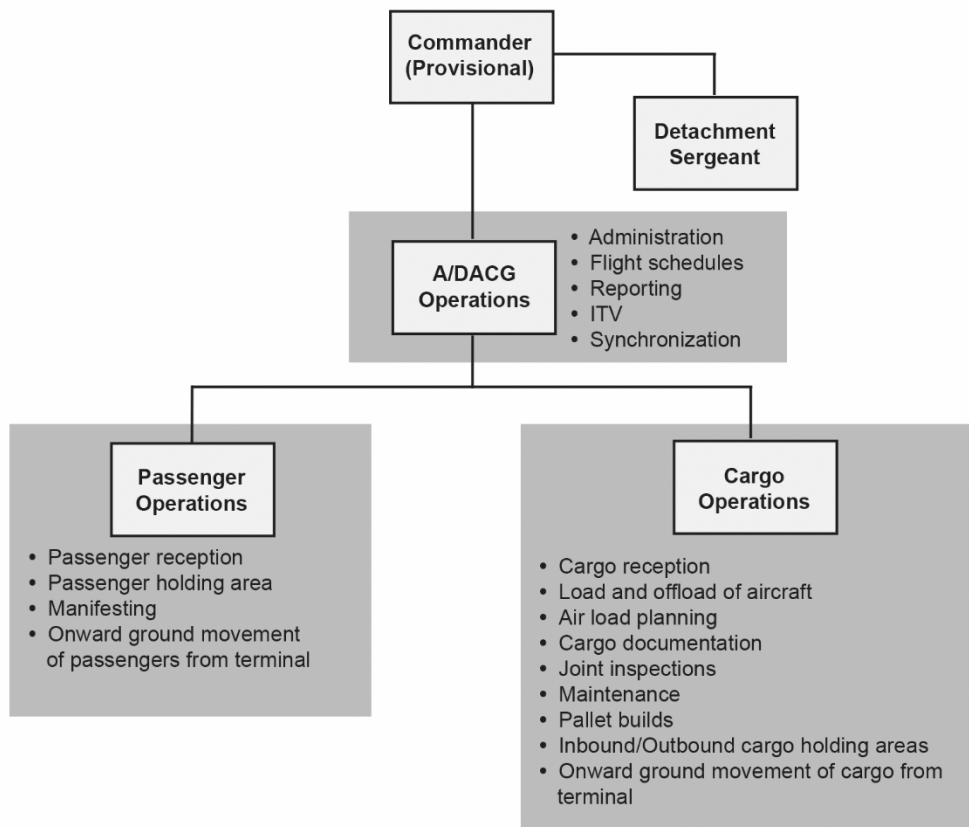 Commander
(Provisional)
Detachment
Sergeant
A/DACG
Operations
• Administration
• Flight schedules
• Reporting
• ITV
• Synchronization
Passenger
Operations
• Passenger reception
• Passenger holding area
• Manifesting
• Onward ground movement
of passengers from terminal
Cargo
Operations
• Cargo reception
• Load and offload of aircraft
• Air load planning
• Cargo documentation
• Joint inspections
• Maintenance
• Pallet builds
• Inbound/Outbound cargo holding areas
• Onward ground movement of cargo from
terminal